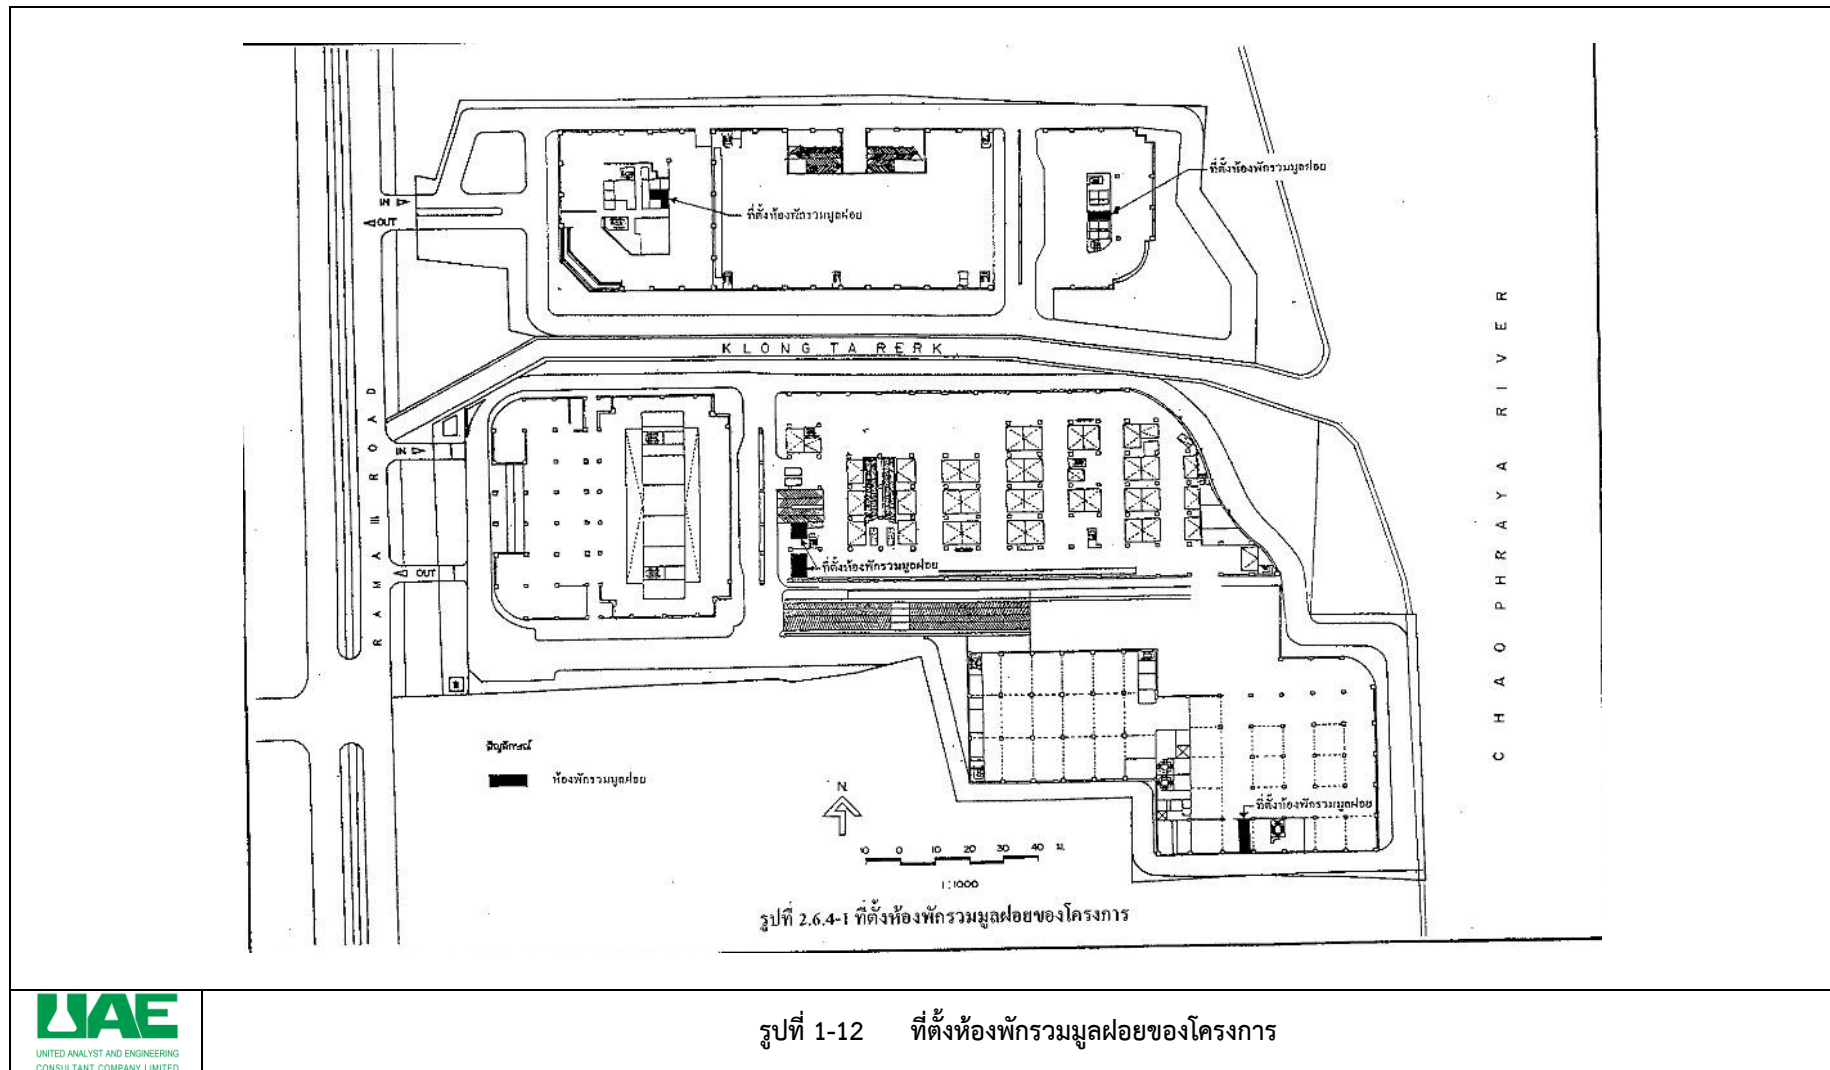 ที่ตั้งห้องพักรวมมูลฝอย
IN
OUT
ที่ตั้งห้องพักรวมมูลฝอย
KLONG TA RERK
CHAO PHRAYA RIVER
RAMA III ROAD
IN
OUT
ที่ตั้งห้องพักรวมมูลฝอย
สัญลักษณ์
ห้องพักรวมมูลฝอย
N
ที่ตั้งห้องพักรวมมูลฝอย
10 0 10 20 30 40 ม.
1:1000
รูปที่ 2.6.4-1 ที่ตั้งห้องพักรวมมูลฝอยของโครงการ
UAE
UNITED ANALYST AND ENGINEERING
CONSULTANT COMPANY LIMITED
รูปที่ 1-12 ที่ตั้งห้องพักรวมมูลฝอยของโครงการ